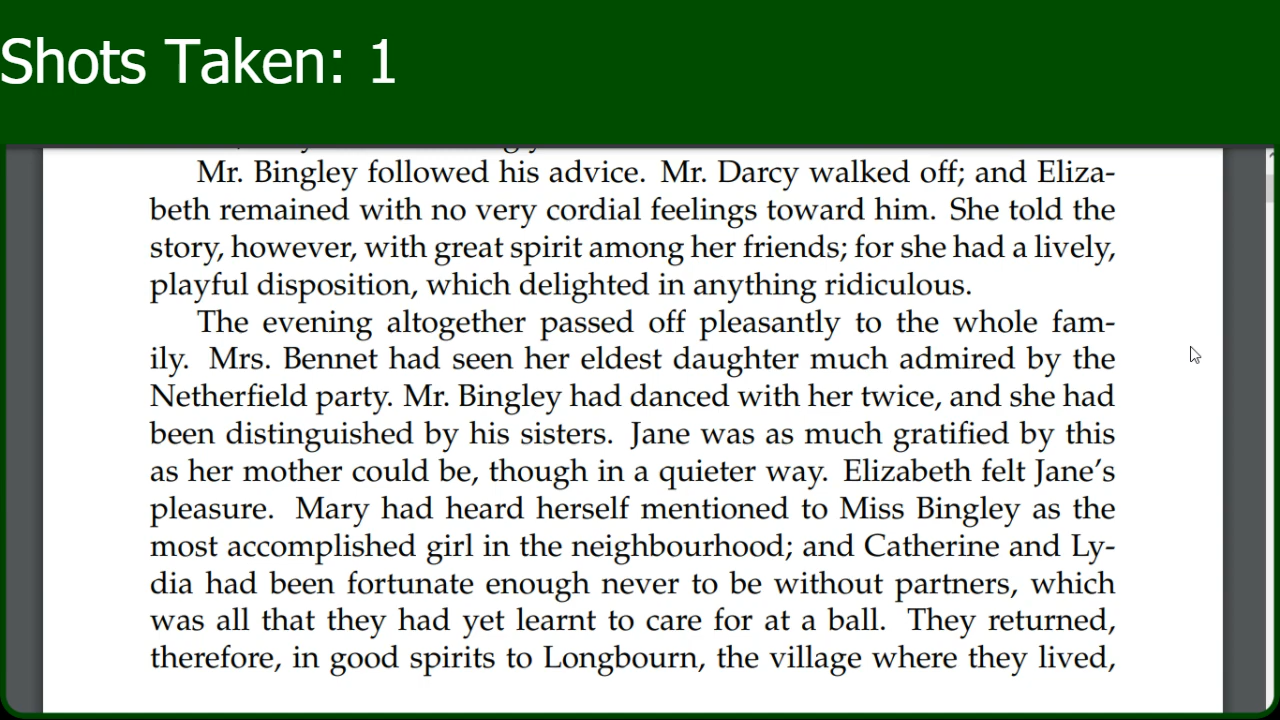 Shots Taken: 1
Mr. Bingley followed his advice. Mr. Darcy walked off; and Eliza-
beth remained with no very cordial feelings toward him. She told the
story, however, with great spirit among her friends; for she had a lively,
playful disposition, which delighted in anything ridiculous.
The evening altogether passed off pleasantly to the whole fam-
ily. Mrs. Bennet had seen her eldest daughter much admired by the
Netherfield party. Mr. Bingley had danced with her twice, and she had
been distinguished by his sisters. Jane was as much gratified by this
as her mother could be, though in a quieter way. Elizabeth felt Jane's
pleasure. Mary had heard herself mentioned to Miss Bingley as the
most accomplished girl in the neighbourhood; and Catherine and Ly-
dia had been fortunate enough never to be without partners, which
was all that they had yet learnt to care for at a ball. They returned,
therefore, in good spirits to Longbourn, the village where they lived,